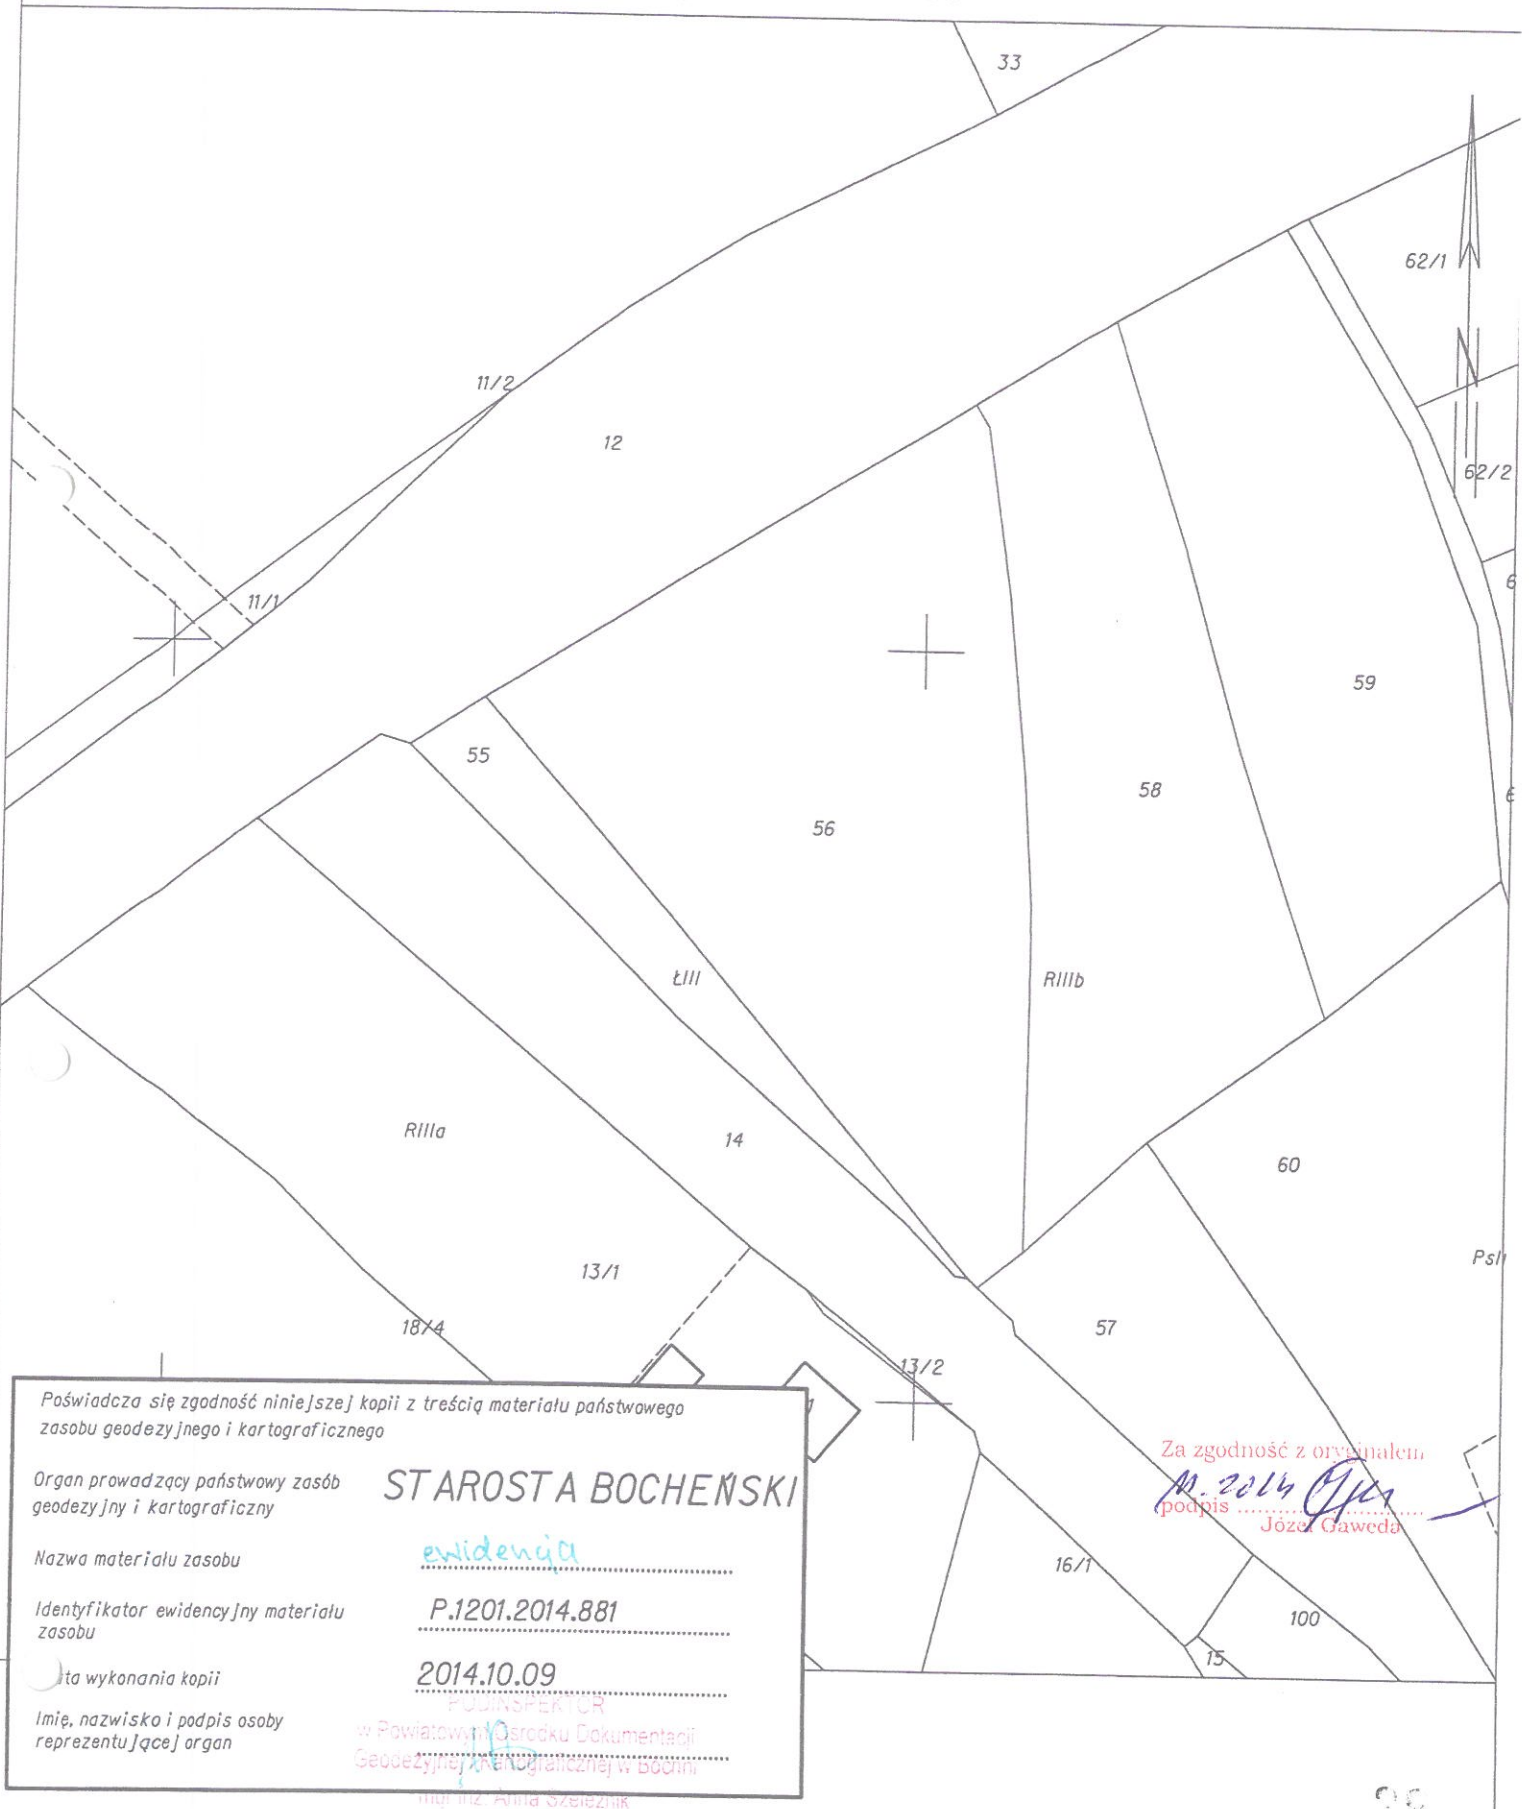 33
62/1
11/2
12
N
62/2
11/1
6
59
55
58
56
ŁIII
RIIIb
RIIIa
14
60
13/1
PsI
18/4
57
13/2
Poświadcza się zgodność niniejszej kopii z treścią materiału państwowego
zasobu geodezyjnego i kartograficznego
Organ prowadzący państwowy zasób
geodezyjny i kartograficzny
STAROSTA BOCHEŃSKI
Za zgodność z oryginałem
podpis
Józef Gawęda
Nazwa materiału zasobu
ewidencja
16/1
Identyfikator ewidencyjny materiału
zasobu
P.1201.2014.881
100
15
ta wykonania kopii
2014.10.09
Imię, nazwisko i podpis osoby
reprezentującej organ
PODINSPEKTOR
w Powiatowym Ośrodku Dokumentacji
Geodezyjnej i Kartograficznej w Bochni
mgr inż. Anna Szeleźnik